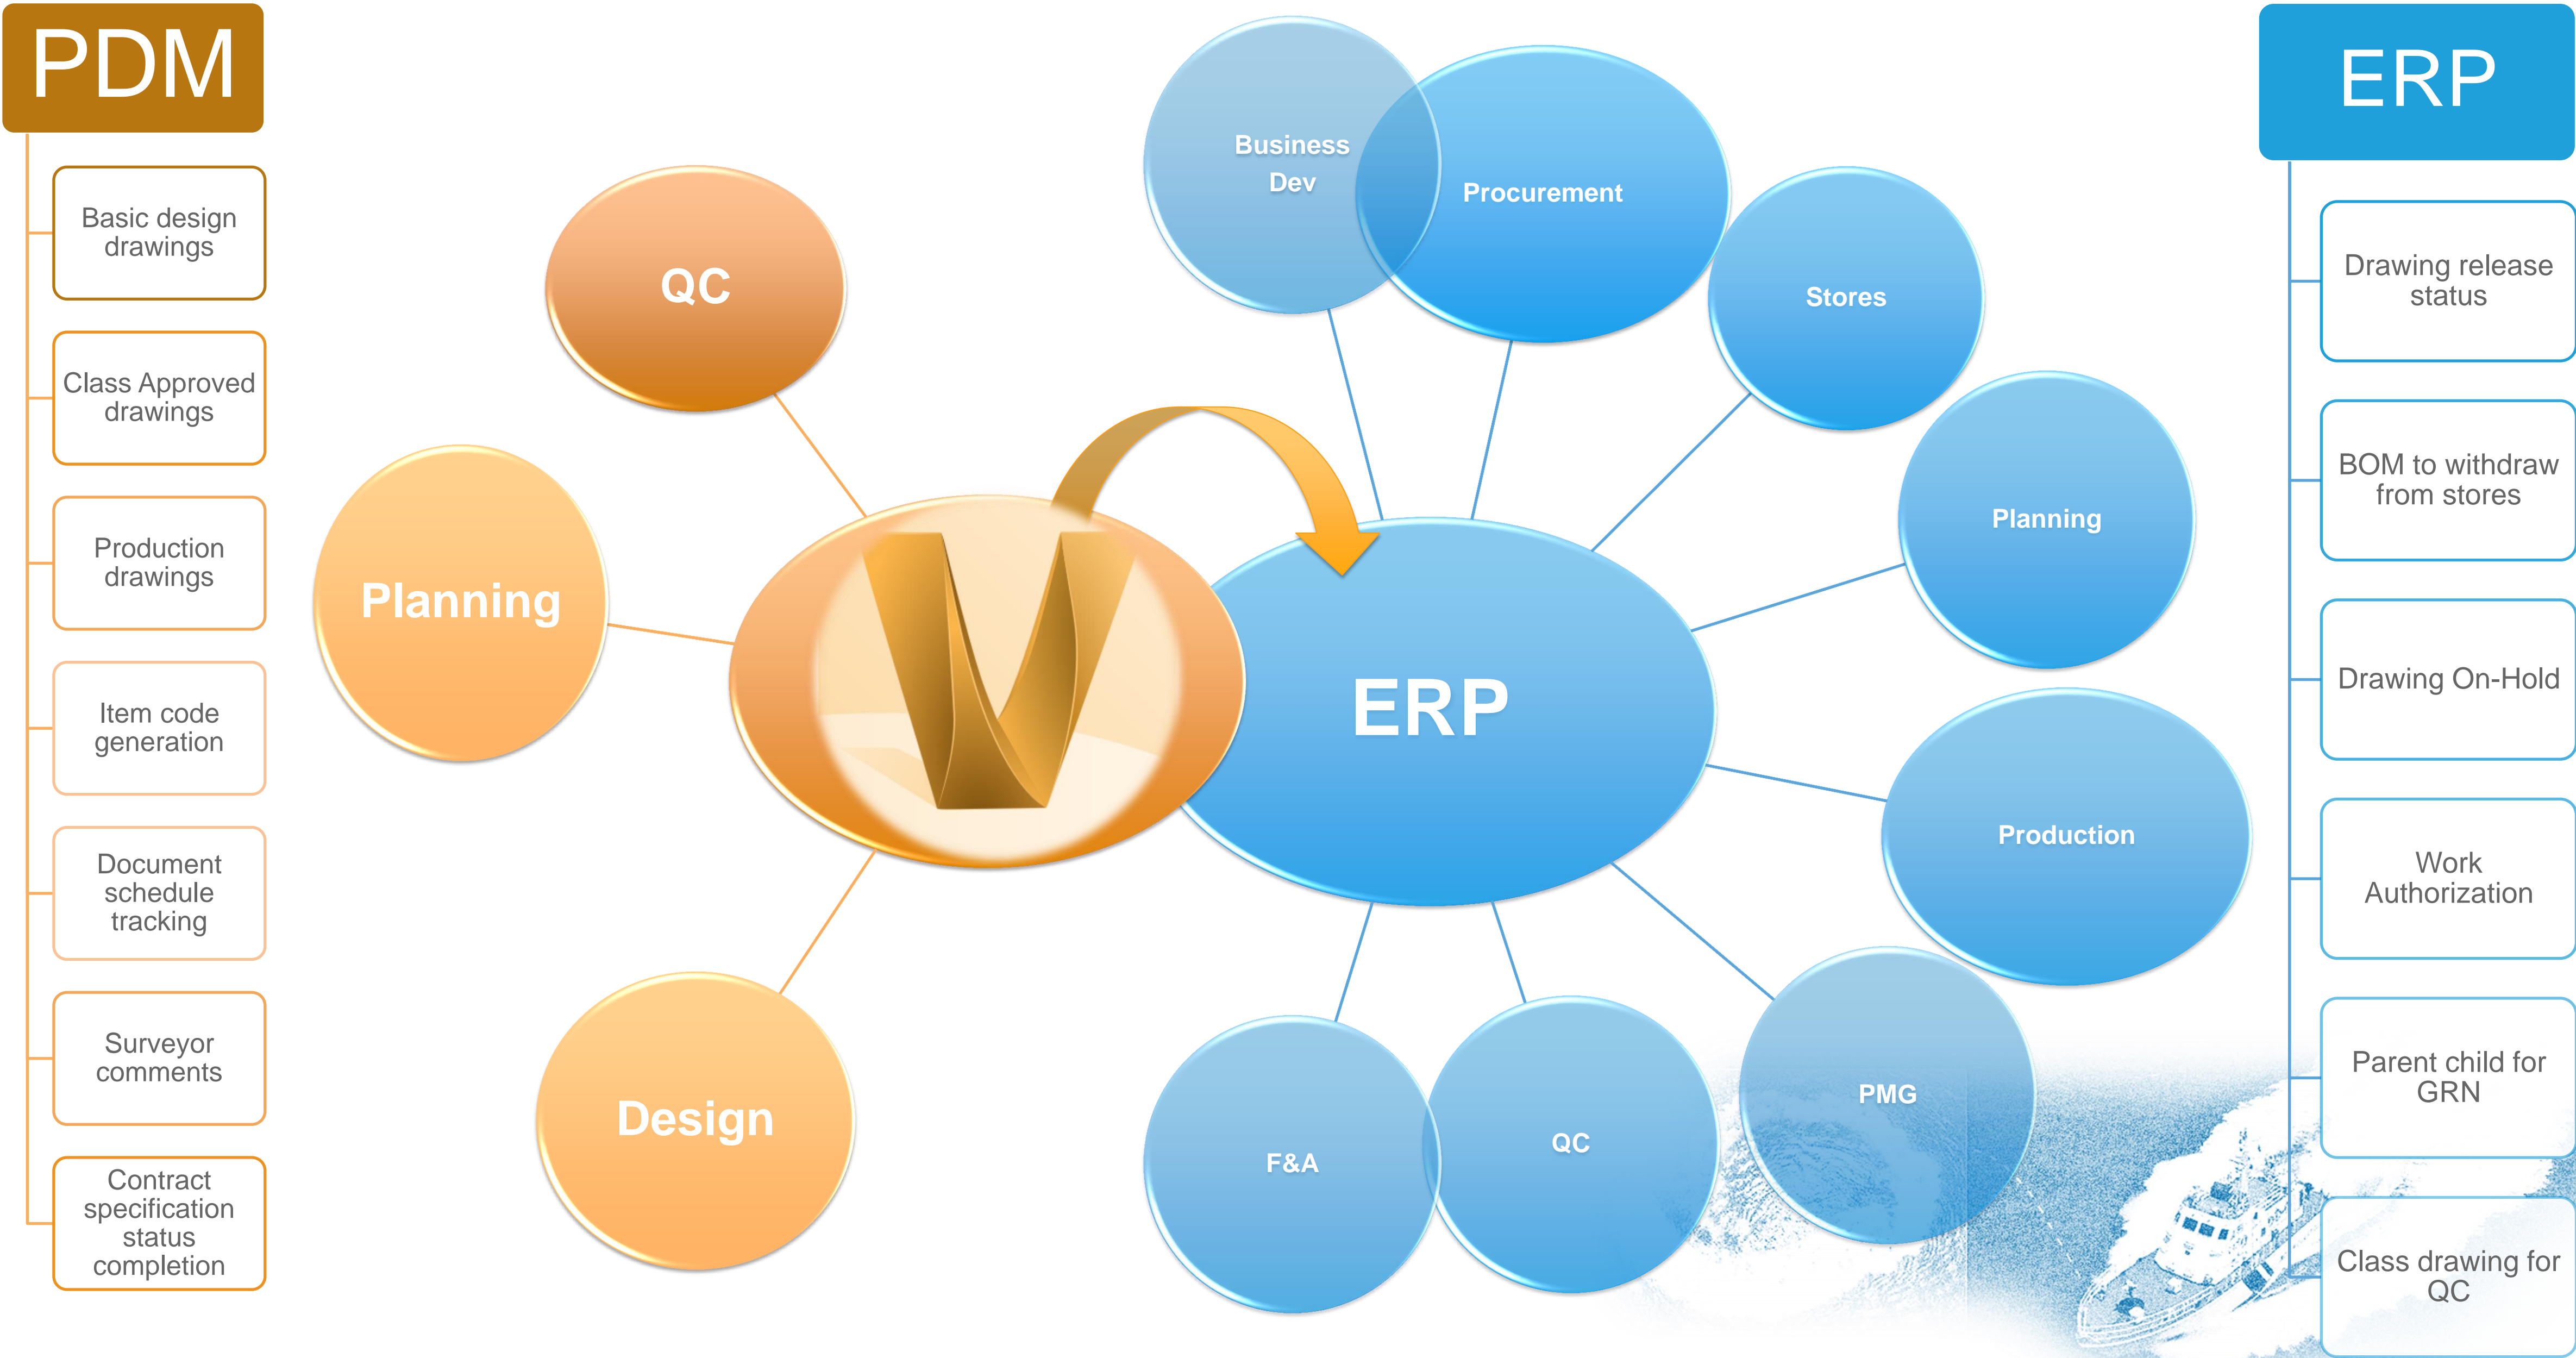 PDM
Basic design
drawings
Class Approved
drawings
Production
drawings
Item code
generation
Document
schedule
tracking
Surveyor
comments
Contract
specification
status
completion
QC
Planning
Design
Business
Dev
Procurement
Stores
Planning
Production
PMG
QC
F&A
ERP
ERP
Drawing release
status
BOM to withdraw
from stores
Drawing On-Hold
Work
Authorization
Parent child for
GRN
Class drawing for
QC